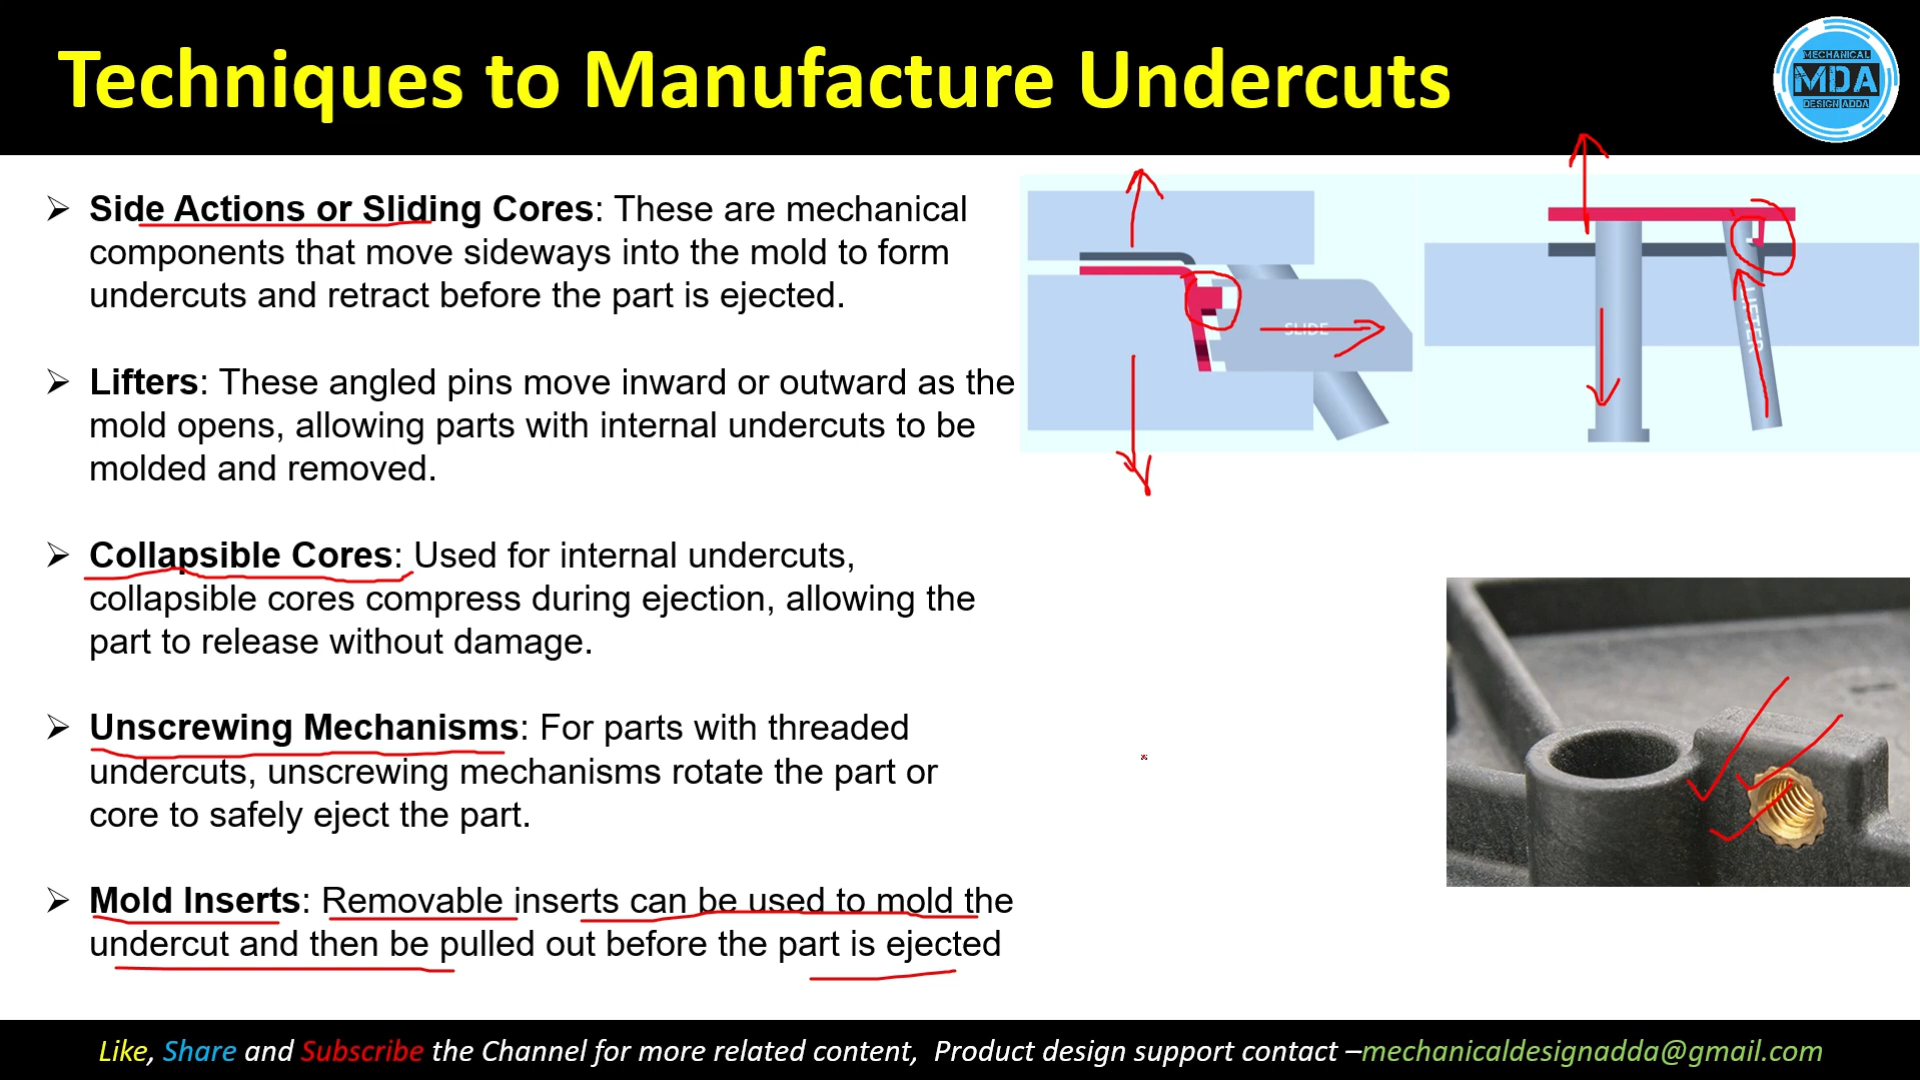 Techniques to Manufacture Undercuts
MECHANICAL
MDA
DESIGN ADDA
➢ Side Actions or Sliding Cores: These are mechanical
components that move sideways into the mold to form
undercuts and retract before the part is ejected.
➢ Lifters: These angled pins move inward or outward as the
mold opens, allowing parts with internal undercuts to be
molded and removed.
➢ Collapsible Cores: Used for internal undercuts,
collapsible cores compress during ejection, allowing the
part to release without damage.
➢ Unscrewing Mechanisms: For parts with threaded
undercuts, unscrewing mechanisms rotate the part or
core to safely eject the part.
➢ Mold Inserts: Removable inserts can be used to mold the
undercut and then be pulled out before the part is ejected
SLIDE
LIFTER
Like, Share and Subscribe the Channel for more related content, Product design support contact –mechanicaldesignadda@gmail.com